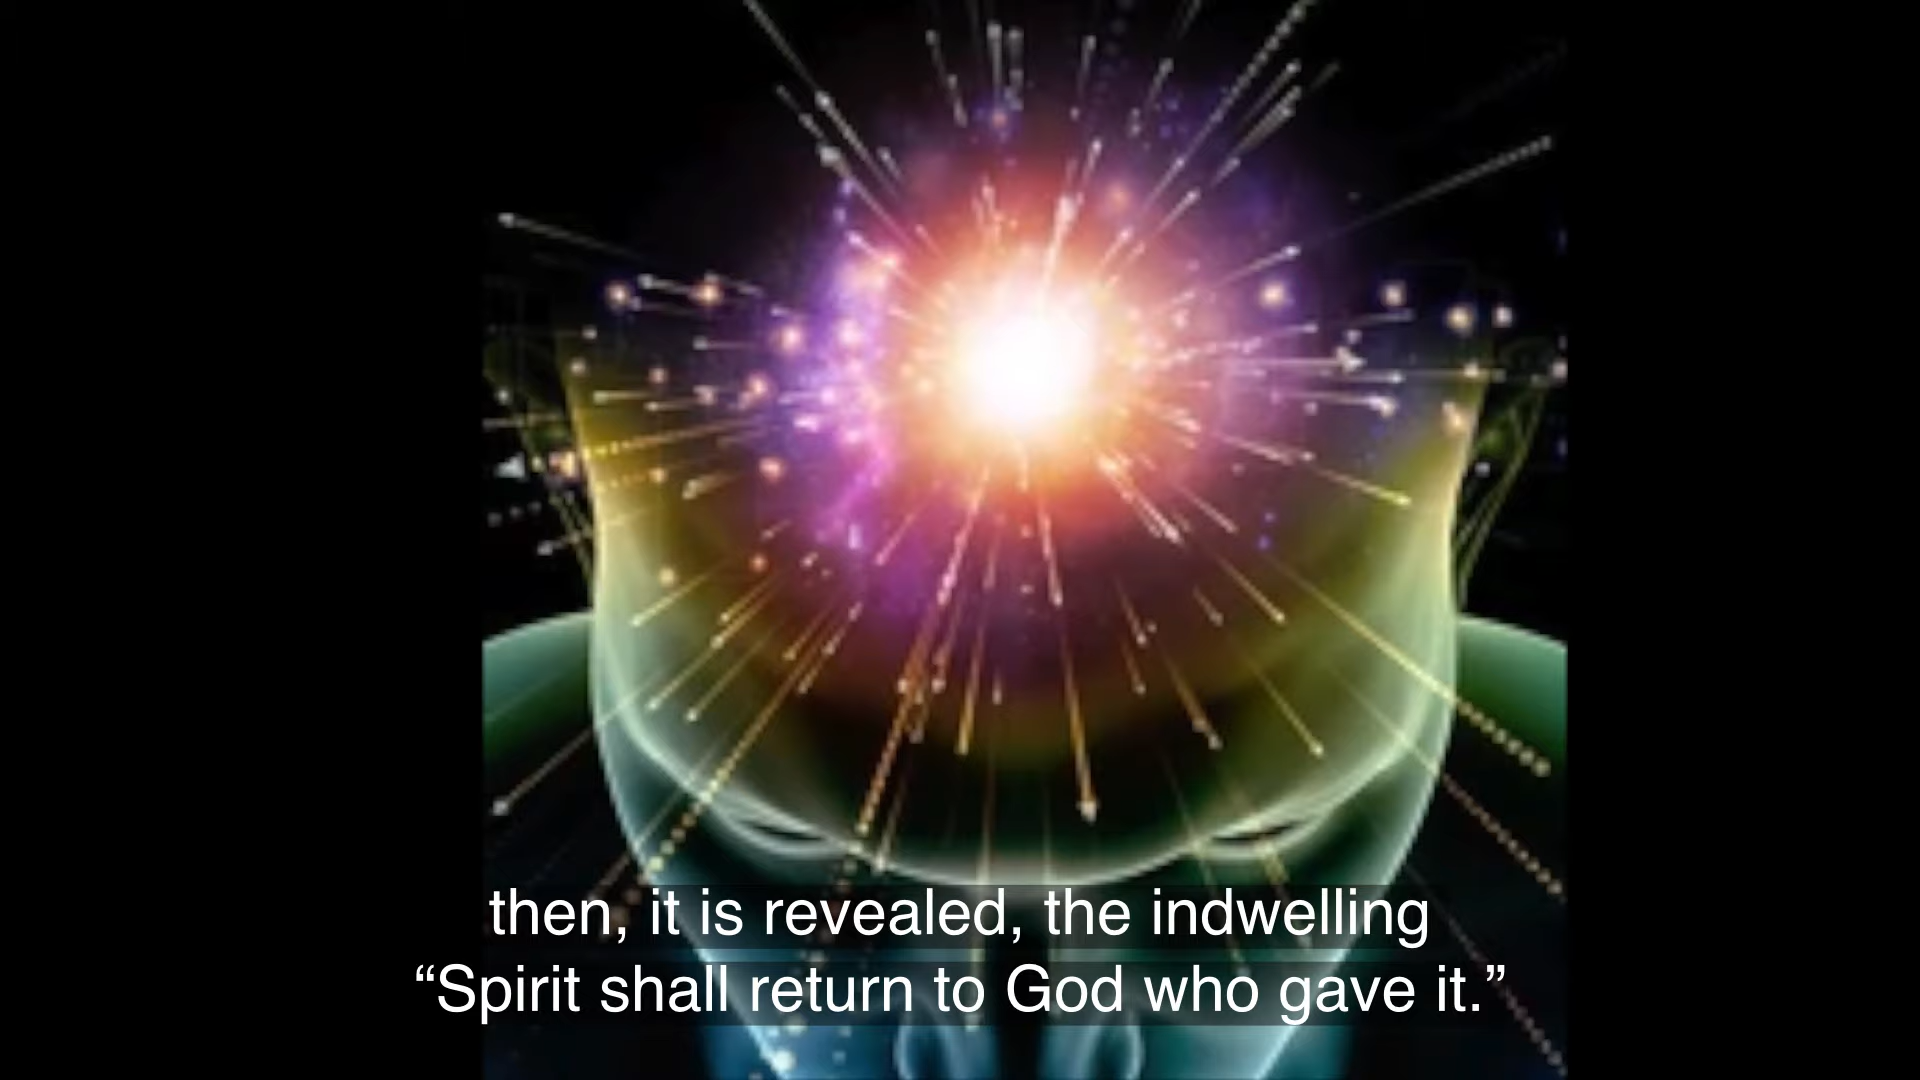 then, it is revealed, the indwelling
“Spirit shall return to God who gave it.”